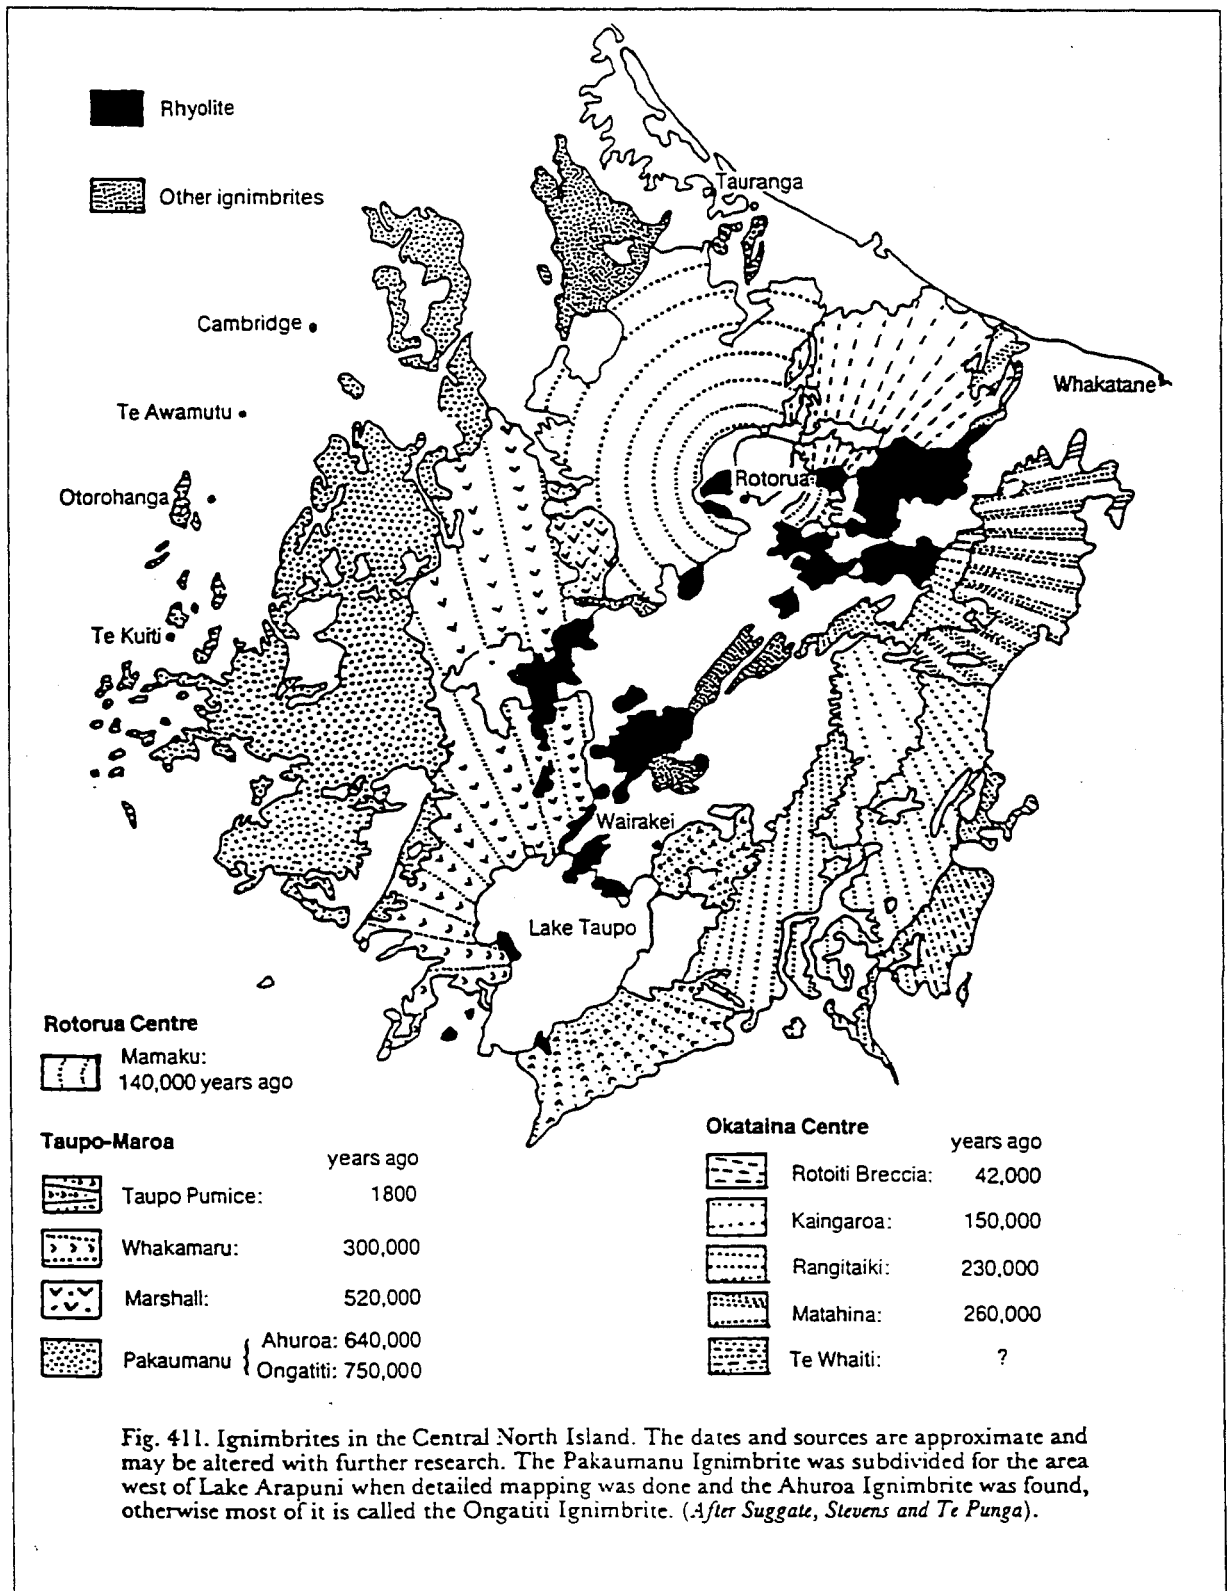 Rhyolite
Other ignimbrites
Tauranga
Cambridge
Whakatane
Te Awamutu
Rotorua
Otorohanga
Te Kuiti
Wairakei
Lake Taupo
Rotorua Centre
Mamaku:
140,000 years ago
Taupo-Maroa
years ago
Taupo Pumice: 1800
Whakamaru: 300,000
Marshall: 520,000
Pakaumanu { Ahuroa: 640,000
Ongatiti: 750,000
Okataina Centre
years ago
Rotoiti Breccia: 42,000
Kaingaroa: 150,000
Rangitaiki: 230,000
Matahina: 260,000
Te Whaiti: ?
Fig. 411. Ignimbrites in the Central North Island. The dates and sources are approximate and
may be altered with further research. The Pakaumanu Ignimbrite was subdivided for the area
west of Lake Arapuni when detailed mapping was done and the Ahuroa Ignimbrite was found,
otherwise most of it is called the Ongatiti Ignimbrite. (After Suggate, Stevens and Te Punga).